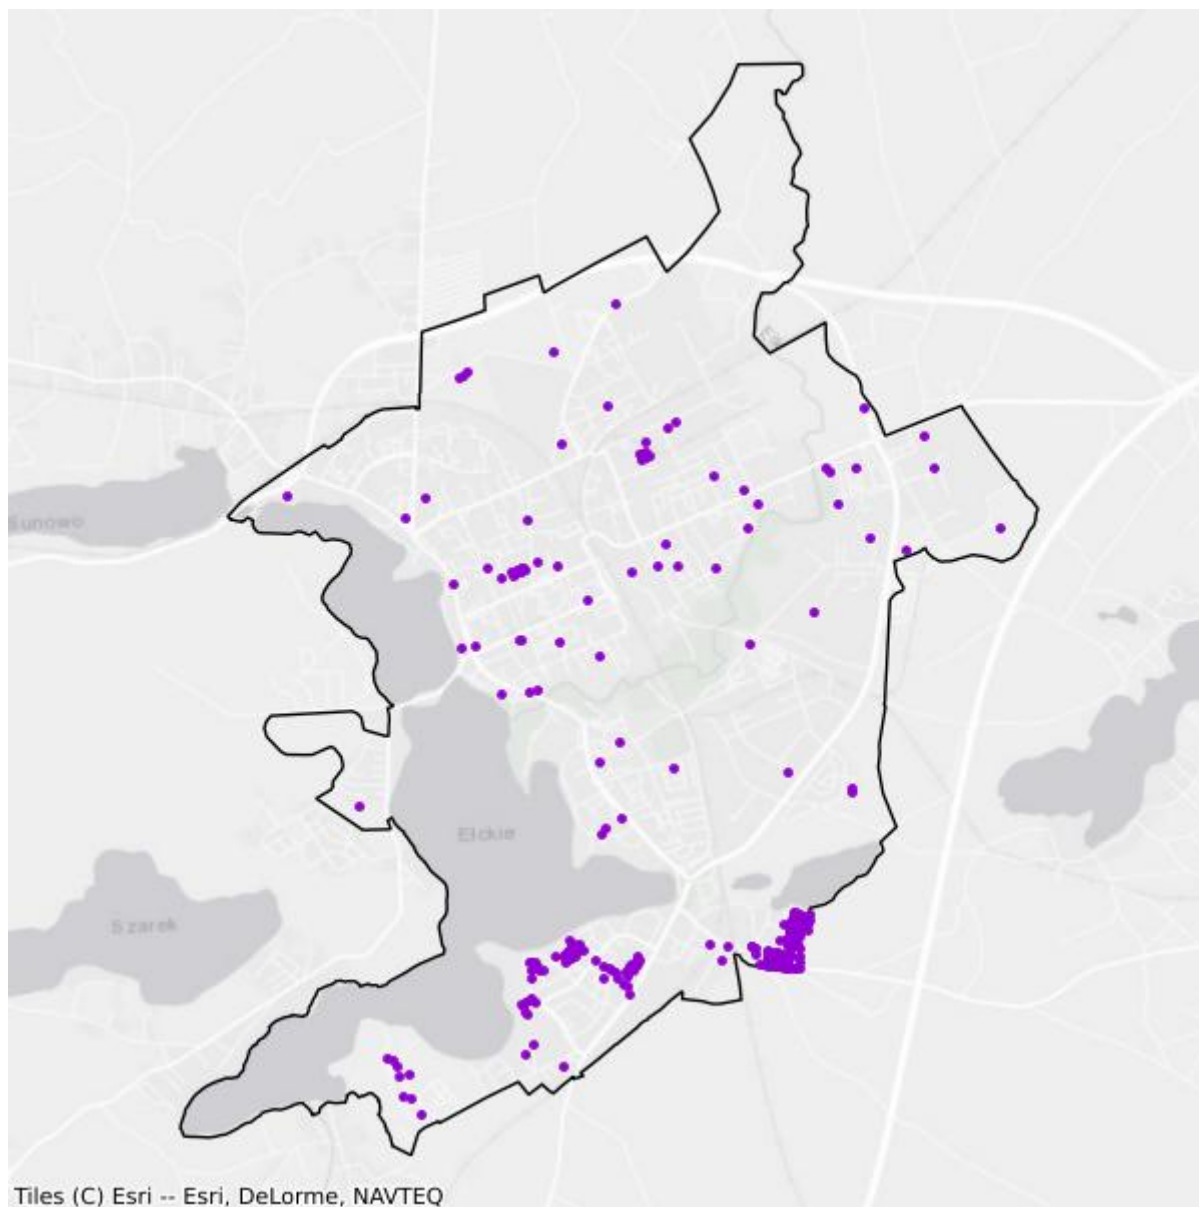 Sunowo
Ełckie
Szarek
Tiles (C) Esri -- Esri, DeLorme, NAVTEQ